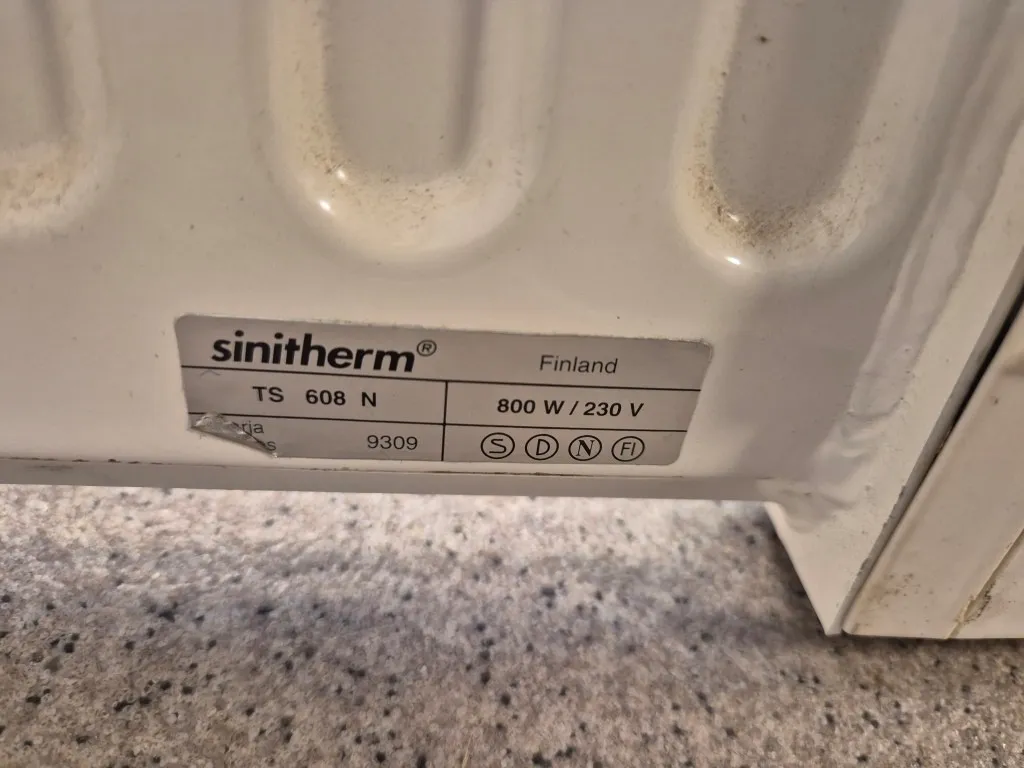 sinitherm® Finland
TS 608 N
800 W / 230 V
9309
S D N FI